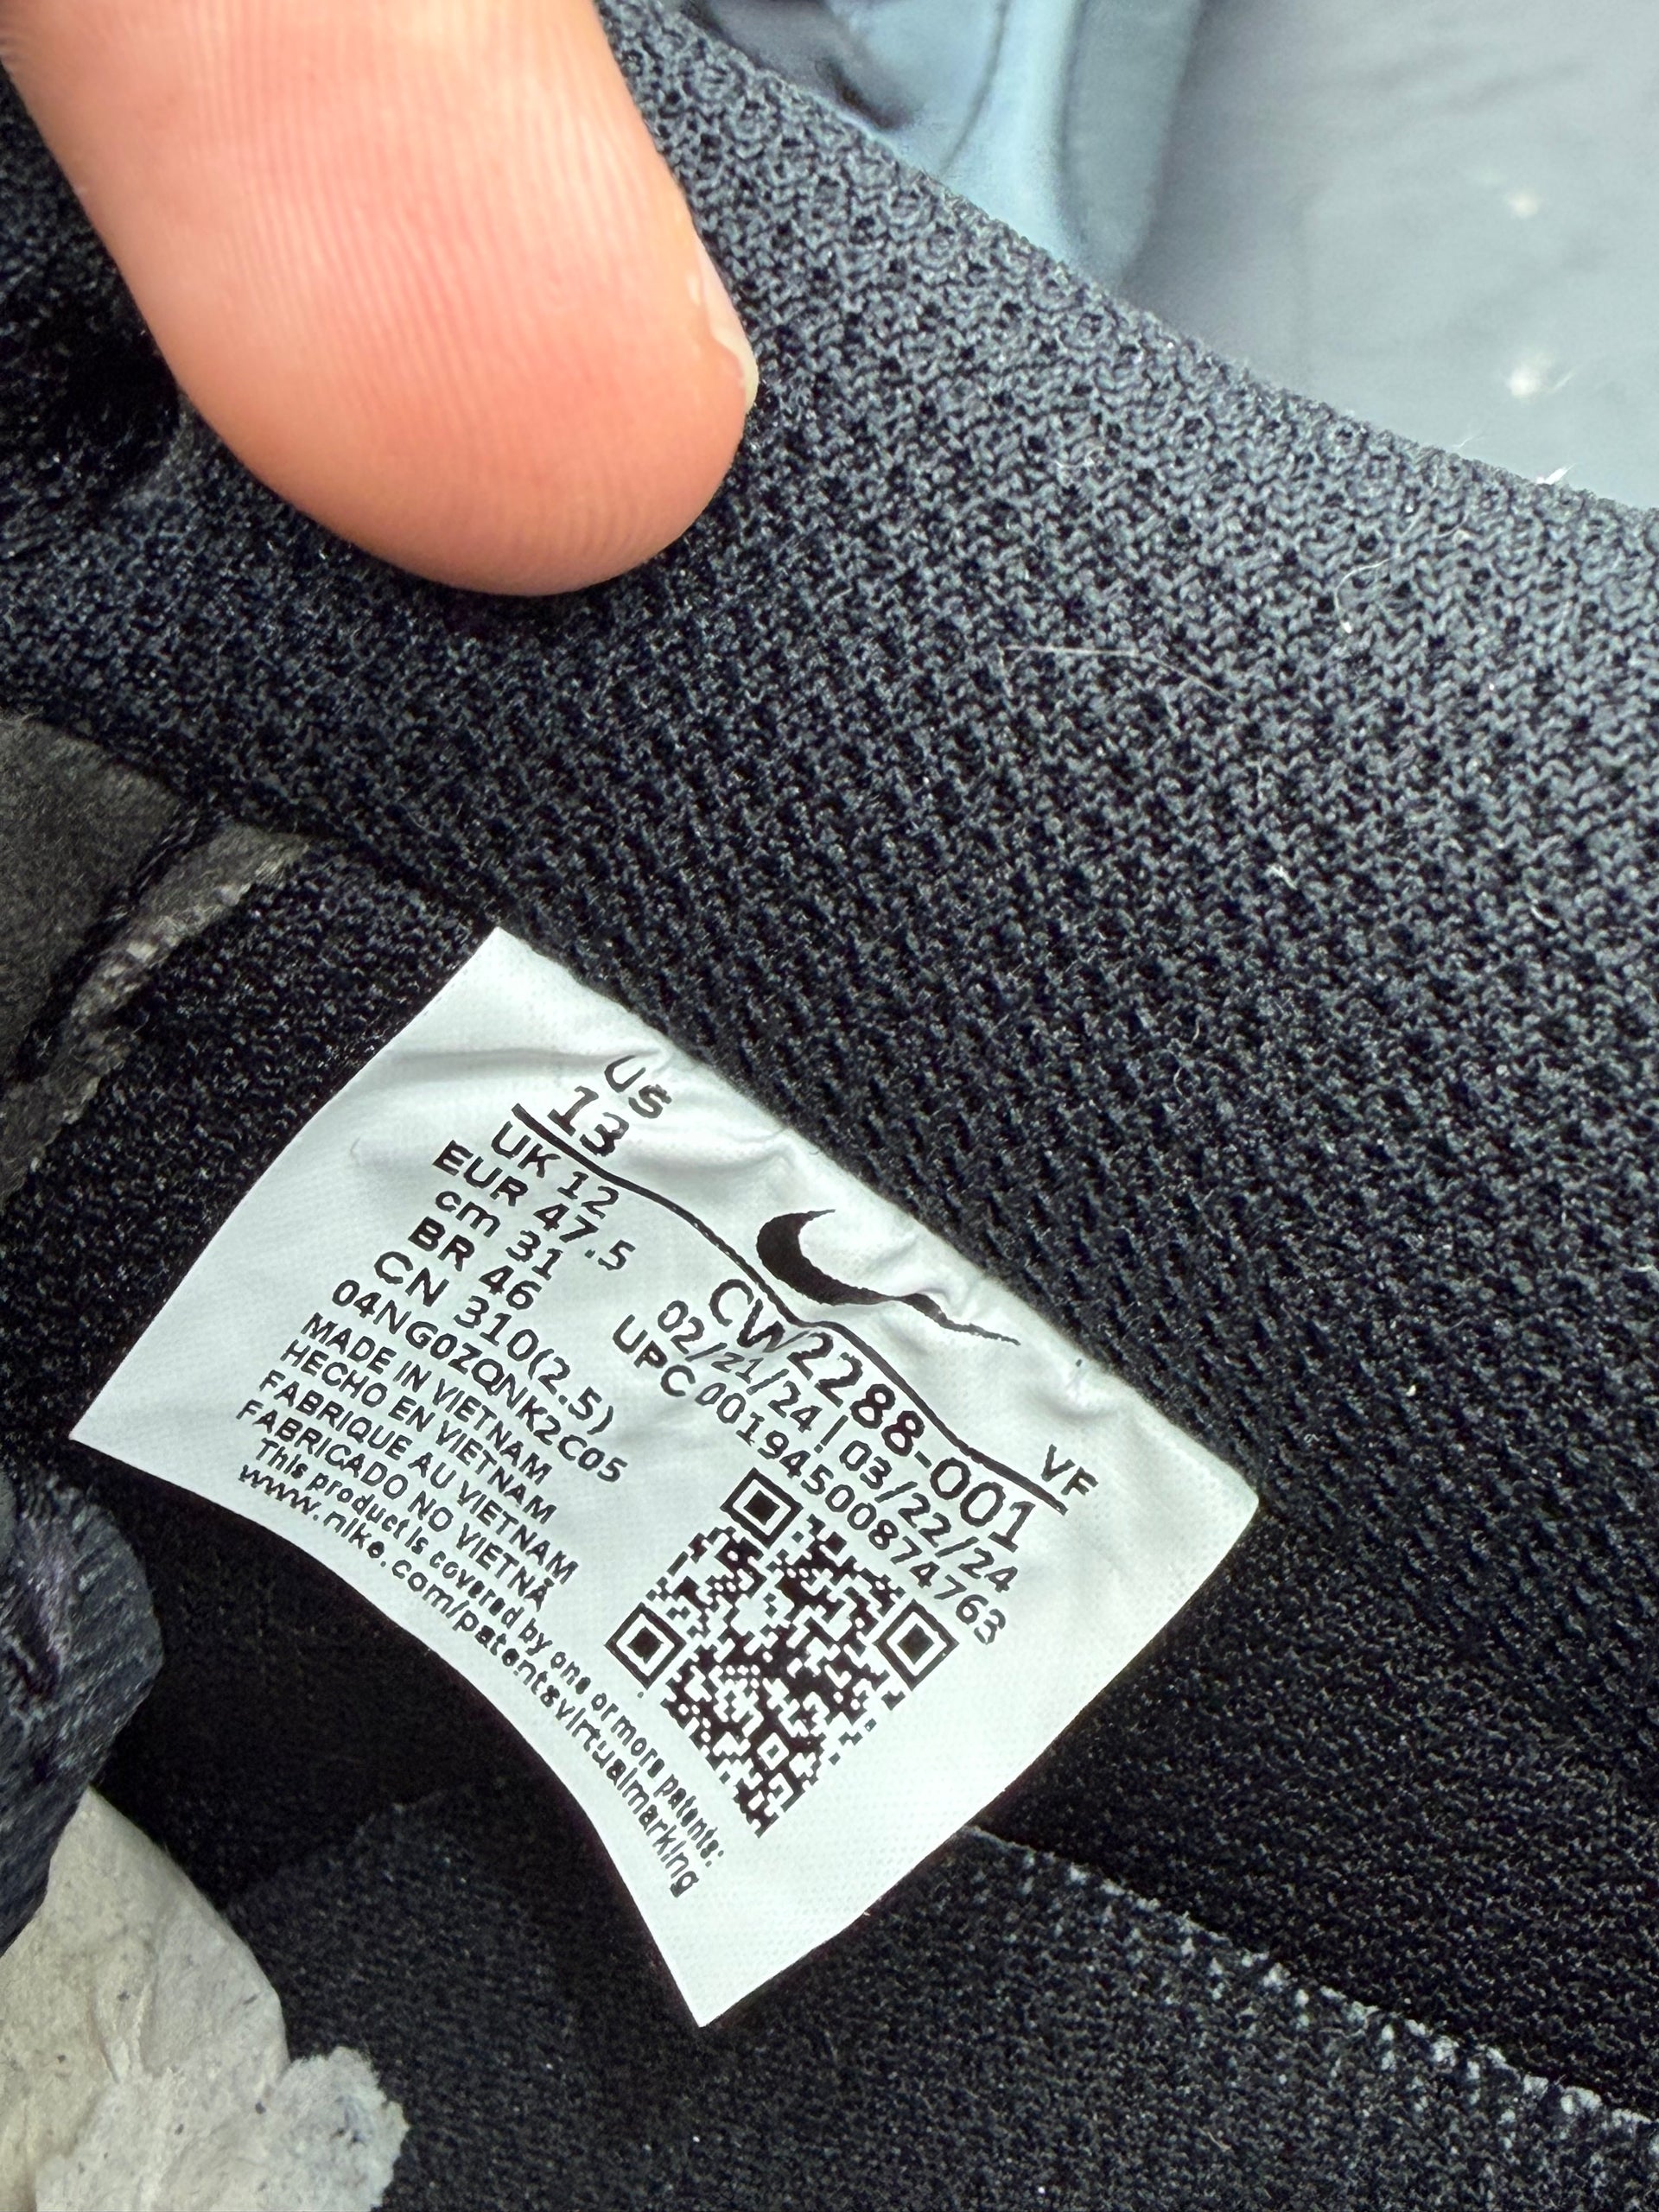 US
13
VF
UK 12
EUR 47.5
cm 31
BR 46
CN 310(2.5)
04NG0ZQNK2C05
MADE IN VIETNAM
HECHO EN VIETNAM
FABRIQUE AU VIETNAM
FABRICADO NO VIETNÃ
This product is covered by one or more patents:
www.nike.com/patentsvirtualmarking
CW2288-001
02/21/24|03/22/24
UPC 00194500874763